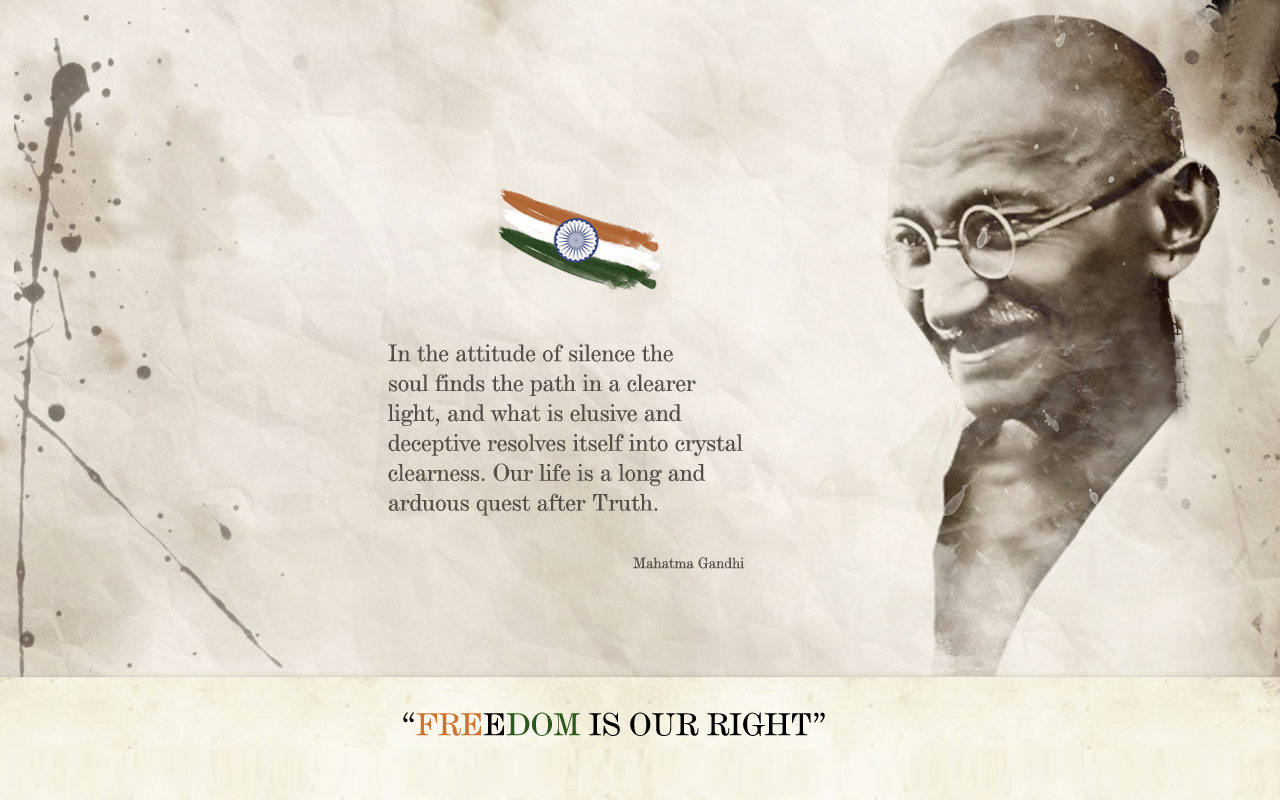 In the attitude of silence the
soul finds the path in a clearer
light, and what is elusive and
deceptive resolves itself into crystal
clearness. Our life is a long and
arduous quest after Truth.
Mahatma Gandhi
“FREEDOM IS OUR RIGHT”